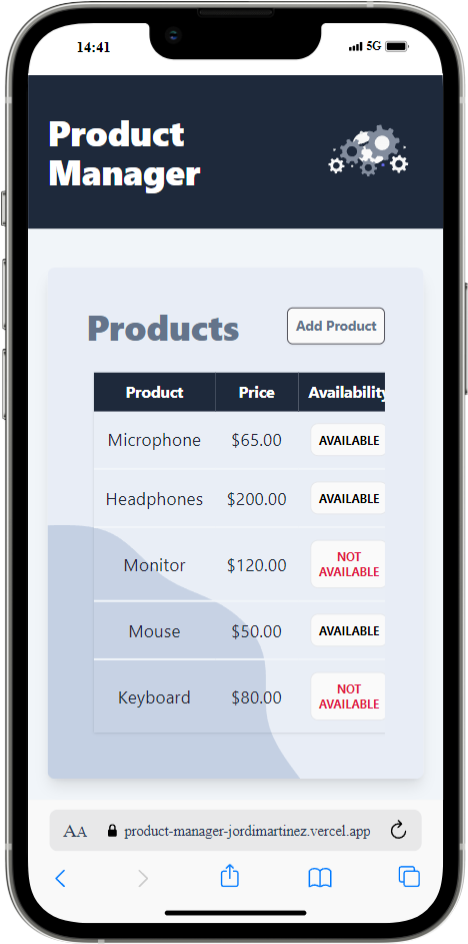 14:41 5G
Product
Manager
Products Add Product
Product Price Availability
Microphone $65.00 AVAILABLE
Headphones $200.00 AVAILABLE
Monitor $120.00 NOT
AVAILABLE
Mouse $50.00 AVAILABLE
Keyboard $80.00 NOT
AVAILABLE
AA product-manager-jordimartinez.vercel.app